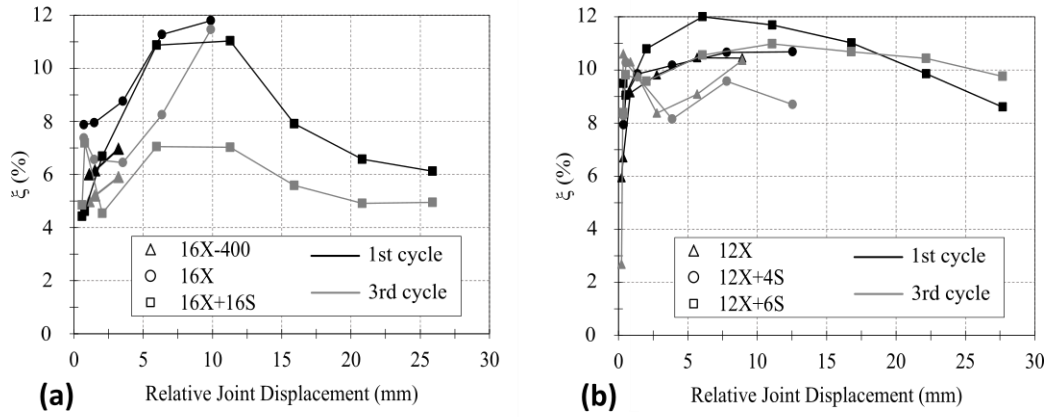 12
10
8
6
4
2
0
ξ (%)
16X-400
16X
16X+16S
1st cycle
3rd cycle
0 5 10 15 20 25 30
(a) Relative Joint Displacement (mm)
12
10
8
6
4
2
0
ξ (%)
12X
12X+4S
12X+6S
1st cycle
3rd cycle
0 5 10 15 20 25 30
(b) Relative Joint Displacement (mm)